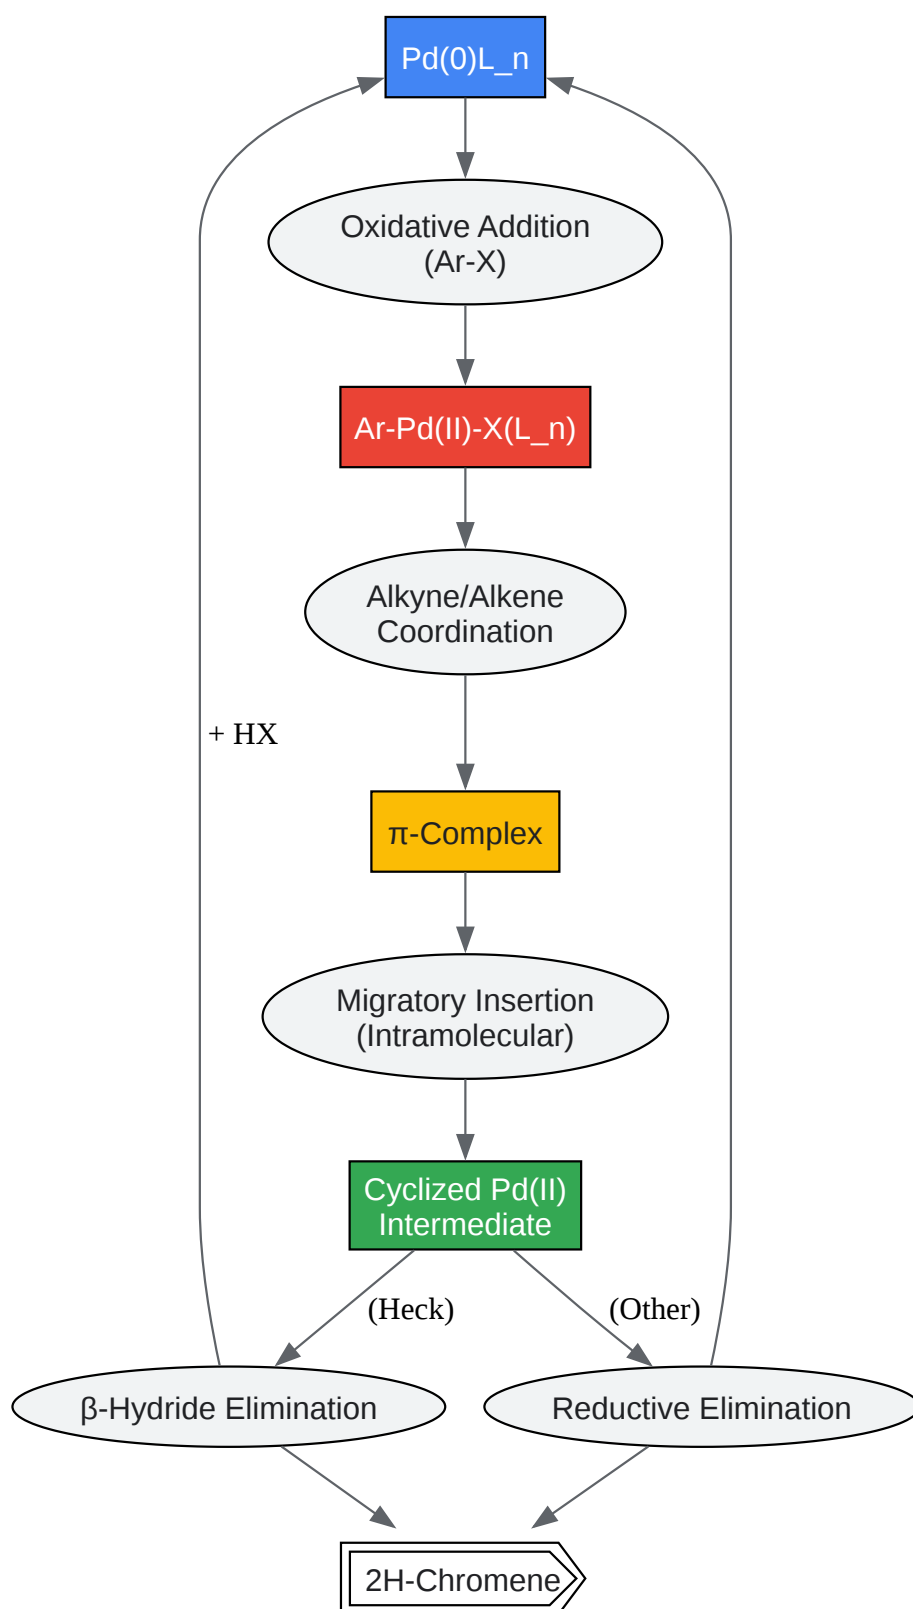 Pd(0)L_n
Oxidative Addition
(Ar-X)
Ar-Pd(II)-X(L_n)
Alkyne/Alkene
Coordination
+ HX
π-Complex
Migratory Insertion
(Intramolecular)
Cyclized Pd(II)
Intermediate
(Heck)
(Other)
β-Hydride Elimination
Reductive Elimination
2H-Chromene